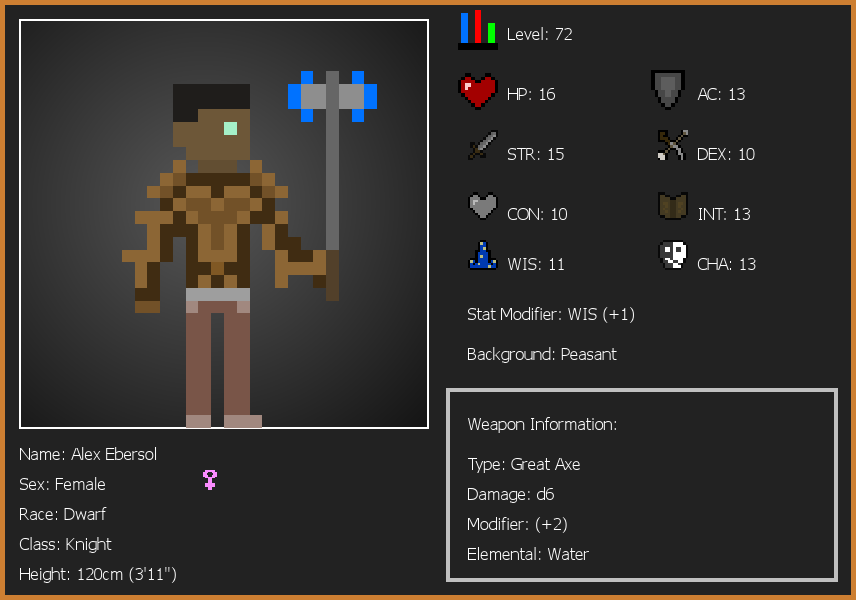 Level: 72
HP: 16
AC: 13
STR: 15
DEX: 10
CON: 10
INT: 13
WIS: 11
CHA: 13
Stat Modifier: WIS (+1)
Background: Peasant
Weapon Information:
Type: Great Axe
Damage: d6
Modifier: (+2)
Elemental: Water
Name: Alex Ebersol
Sex: Female
Race: Dwarf
Class: Knight
Height: 120cm (3'11")